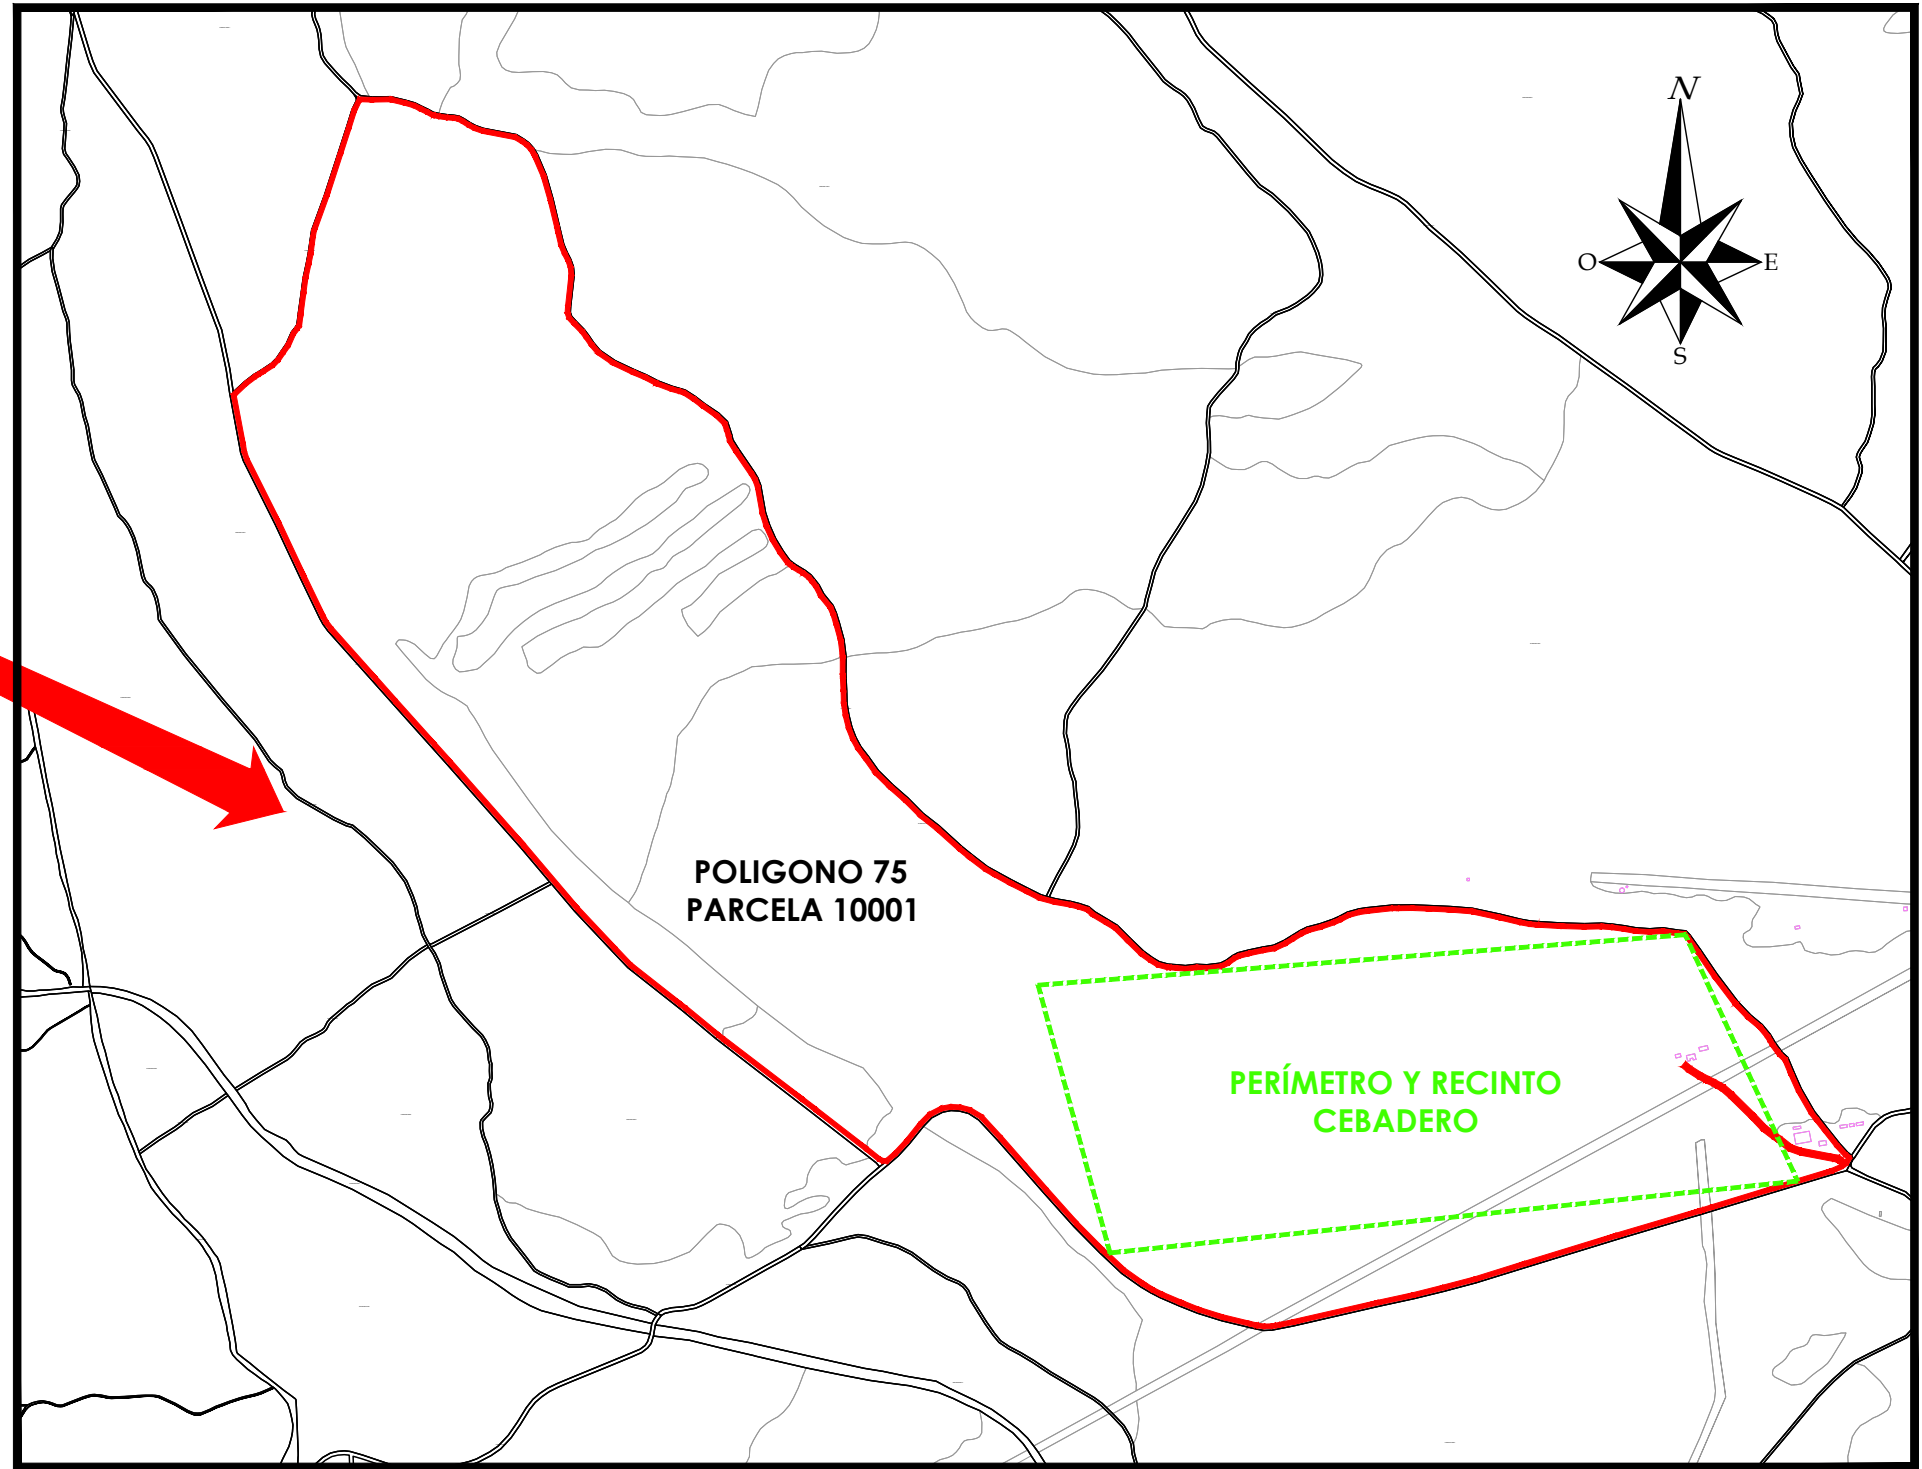 N
O
E
S
POLIGONO 75
PARCELA 10001
PERÍMETRO Y RECINTO
CEBADERO